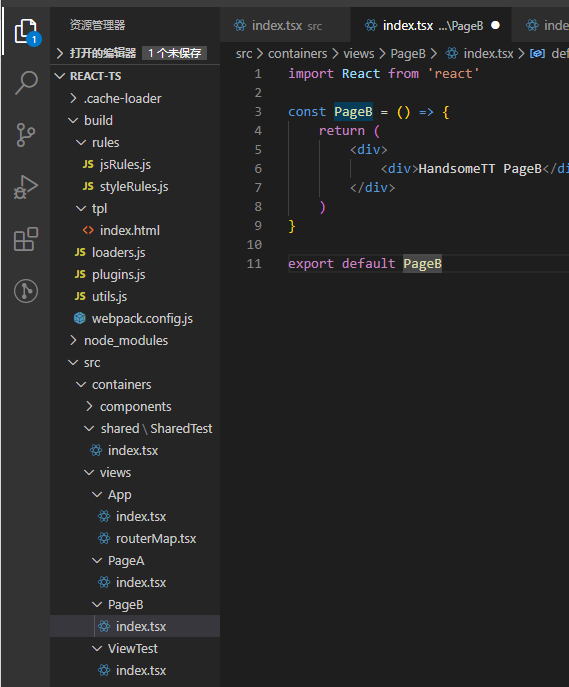 资源管理器
index.tsx src
index.tsx ...\PageB
index.tsx
打开的编辑器 1 个未保存
src > containers > views > PageB > index.tsx > def
1
REACT-TS
.cache-loader
build
rules
JS jsRules.js
JS styleRules.js
tpl
<> index.html
JS loaders.js
JS plugins.js
JS utils.js
webpack.config.js
node_modules
src
containers
components
shared \ SharedTest
index.tsx
views
App
index.tsx
routerMap.tsx
PageA
index.tsx
PageB
index.tsx
ViewTest
index.tsx
1 import React from 'react'
2
3 const PageB = () => {
4 return (
5 <div>
6 <div>HandsomeTT PageB</di
7 </div>
8 )
9 }
10
11 export default PageB